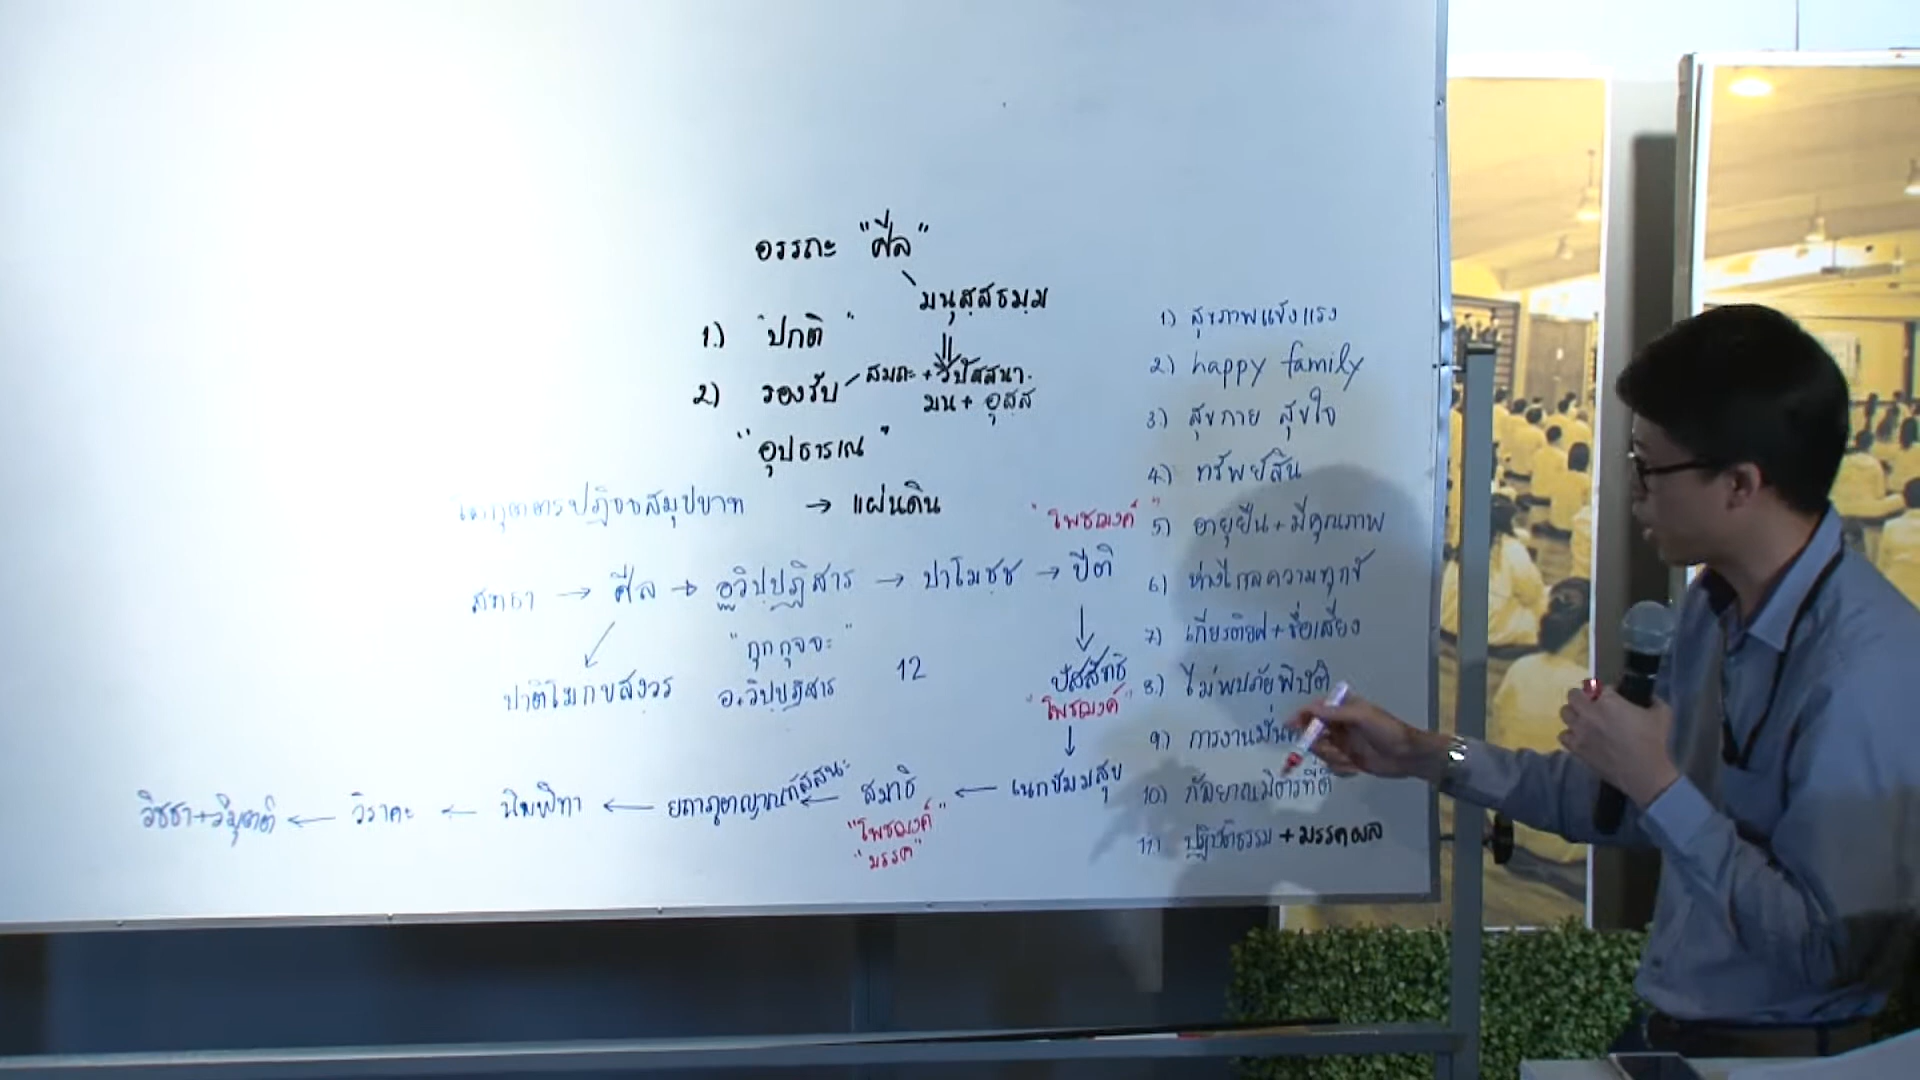 อรรถะ "ศีล"
มนุสฺสธมฺม
1.) "ปกติ"
2) รองรับ
สมถะ + วิปัสสนา.
มน + อุสฺส
"อุปธารณ"
ปฏิจจสมุปบาท → แผ่นดิน
สทธา → ศีล → อวิปฺปฏิสาร → ปาโมชฺช → ปีติ
"โพชฌงค์"
ปาติโมกขสงวร
"กุกกุจจะ"
อ.วิปฺปฏิสาร
12
ปัสสัทธิ
"โพชฌงค์"
วิชชา+วิมุตติ ← วิราคะ ← นิพพิทา ← ยถาภูตญาณทัสสนะ ← สมาธิ ← เนกขัมมสุข
"โพชฌงค์"
"มรรค"
1) สุขภาพแข็งแรง
2) happy family
3) สุขกาย สุขใจ
4) ทรัพย์สิน
5) อายุยืน + มีคุณภาพ
6) ห่างไกลความทุกข์
7) เกียรติยศ + ชื่อเสียง
8.) ไม่พบภัยพิบัติ
9.) การงานมั่น
10) กัลยาณมิตรที่ดี
11.) ปฏิบัติธรรม + มรรคผล